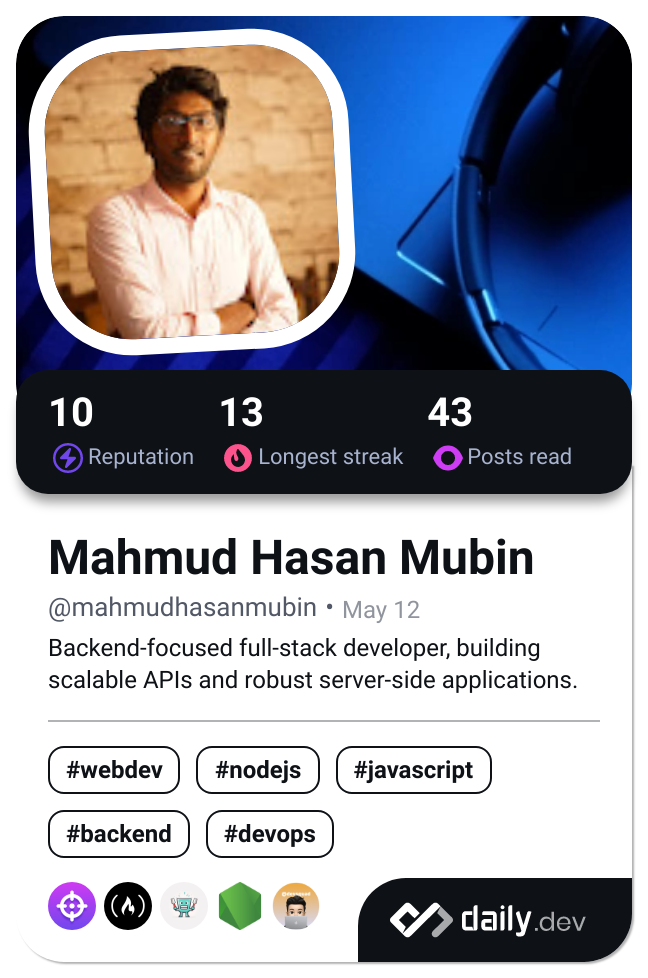 10 13 43
Reputation Longest streak Posts read
Mahmud Hasan Mubin
@mahmudhasanmubin • May 12
Backend-focused full-stack developer, building
scalable APIs and robust server-side applications.
#webdev #nodejs #javascript
#backend #devops
daily.dev